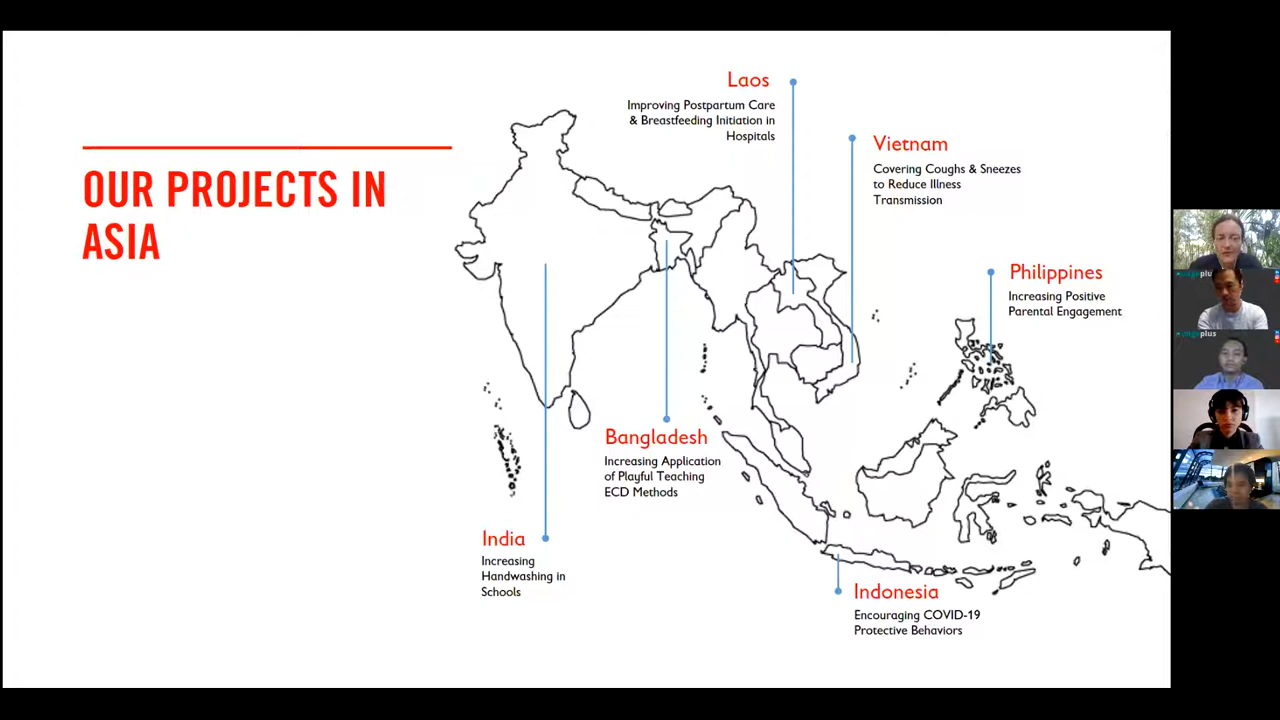 OUR PROJECTS IN
ASIA
Laos
Improving Postpartum Care
& Breastfeeding Initiation in
Hospitals
Vietnam
Covering Coughs & Sneezes
to Reduce Illness
Transmission
Philippines
Increasing Positive
Parental Engagement
Bangladesh
Increasing Application
of Playful Teaching
ECD Methods
India
Increasing
Handwashing in
Schools
Indonesia
Encouraging COVID-19
Protective Behaviors
plus
plus